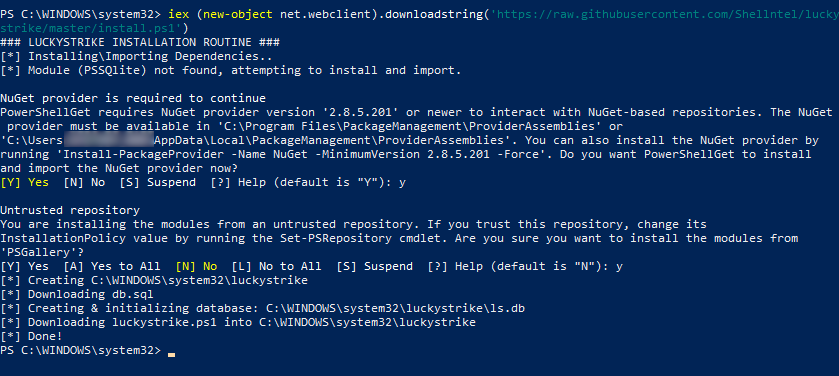 PS C:\WINDOWS\system32> iex (new-object net.webclient).downloadstring('https://raw.githubusercontent.com/Shellntel/lucky
strike/master/install.ps1')
### LUCKYSTRIKE INSTALLATION ROUTINE ###
[*] Installing\Importing Dependencies..
[*] Module (PSSQlite) not found, attempting to install and import.
NuGet provider is required to continue
PowerShellGet requires NuGet provider version '2.8.5.201' or newer to interact with NuGet-based repositories. The NuGet
 provider must be available in 'C:\Program Files\PackageManagement\ProviderAssemblies' or
'C:\Users AppData\Local\PackageManagement\ProviderAssemblies'. You can also install the NuGet provider by
running 'Install-PackageProvider -Name NuGet -MinimumVersion 2.8.5.201 -Force'. Do you want PowerShellGet to install
and import the NuGet provider now?
[Y] Yes  [N] No  [S] Suspend  [?] Help (default is "Y"): y
Untrusted repository
You are installing the modules from an untrusted repository. If you trust this repository, change its
InstallationPolicy value by running the Set-PSRepository cmdlet. Are you sure you want to install the modules from
'PSGallery'?
[Y] Yes  [A] Yes to All  [N] No  [L] No to All  [S] Suspend  [?] Help (default is "N"): y
[*] Creating C:\WINDOWS\system32\luckystrike
[*] Downloading db.sql
[*] Creating & initializing database: C:\WINDOWS\system32\luckystrike\ls.db
[*] Downloading luckystrike.ps1 into C:\WINDOWS\system32\luckystrike
[*] Done!
PS C:\WINDOWS\system32>